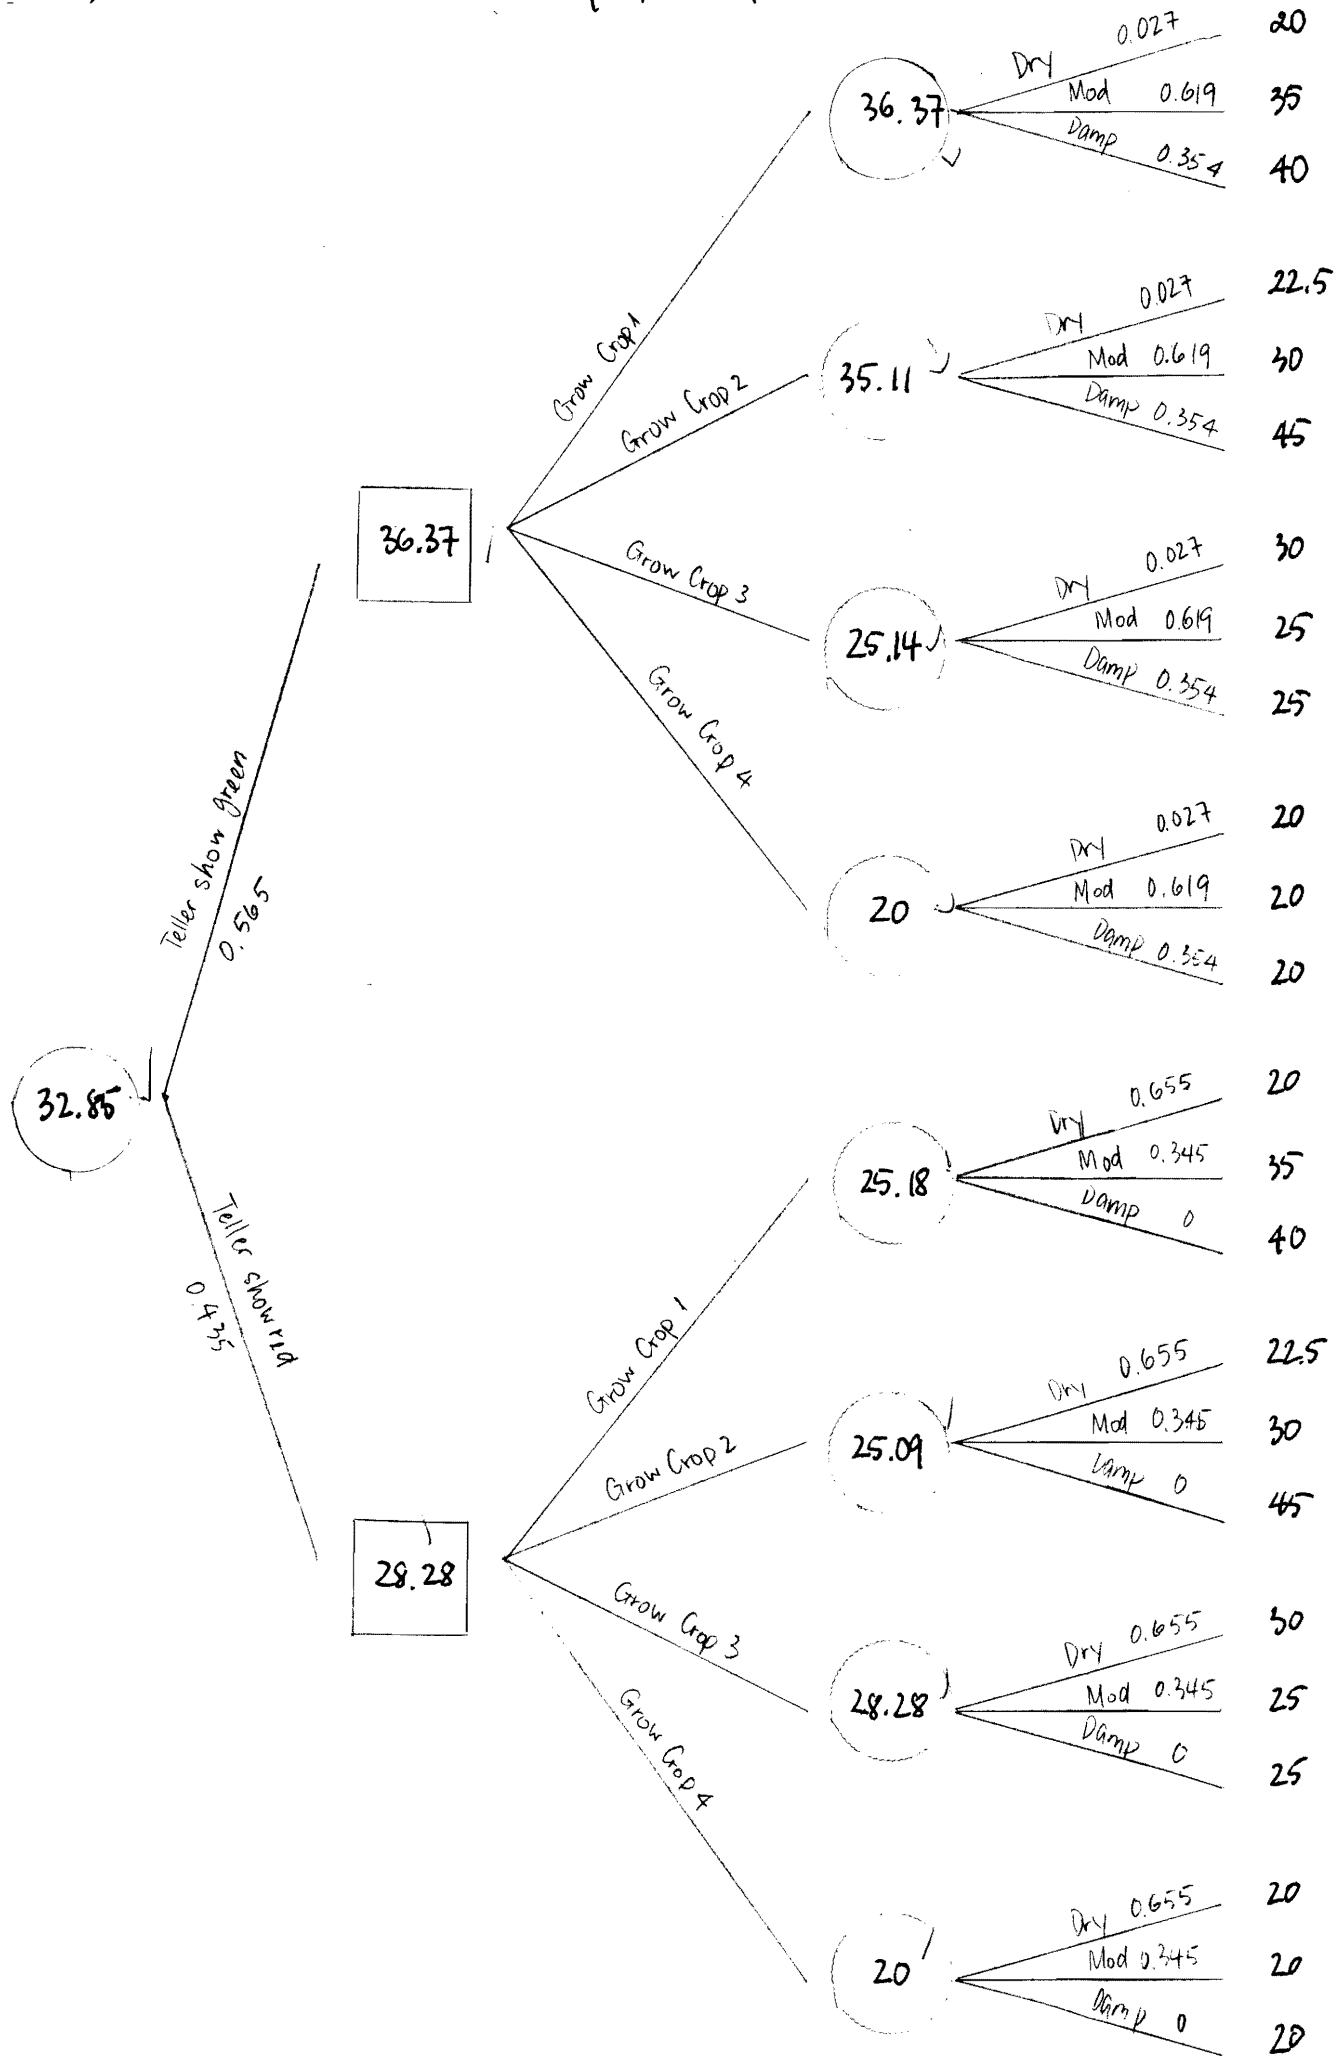 Dry 0.027 20
36.37 Mod 0.619 35
Damp 0.354 40
Grow Crop 1
Dry 0.027 22.5
35.11 Mod 0.619 30
Damp 0.354 45
Grow Crop 2
36.37
Grow Crop 3
Dry 0.027 30
25.14 Mod 0.619 25
Damp 0.354 25
Grow Crop 4
Teller show green
0.565
Dry 0.027 20
20 Mod 0.619 20
Damp 0.354 20
32.85
Dry 0.655 20
25.18 Mod 0.345 35
Damp 0 40
Teller show red
0.435
Grow Crop 1
Dry 0.655 22.5
25.09 Mod 0.345 30
Damp 0 45
Grow Crop 2
28.28
Grow Crop 3
Dry 0.655 30
28.28 Mod 0.345 25
Damp 0 25
Grow Crop 4
Dry 0.655 20
20 Mod 0.345 20
Damp 0 20